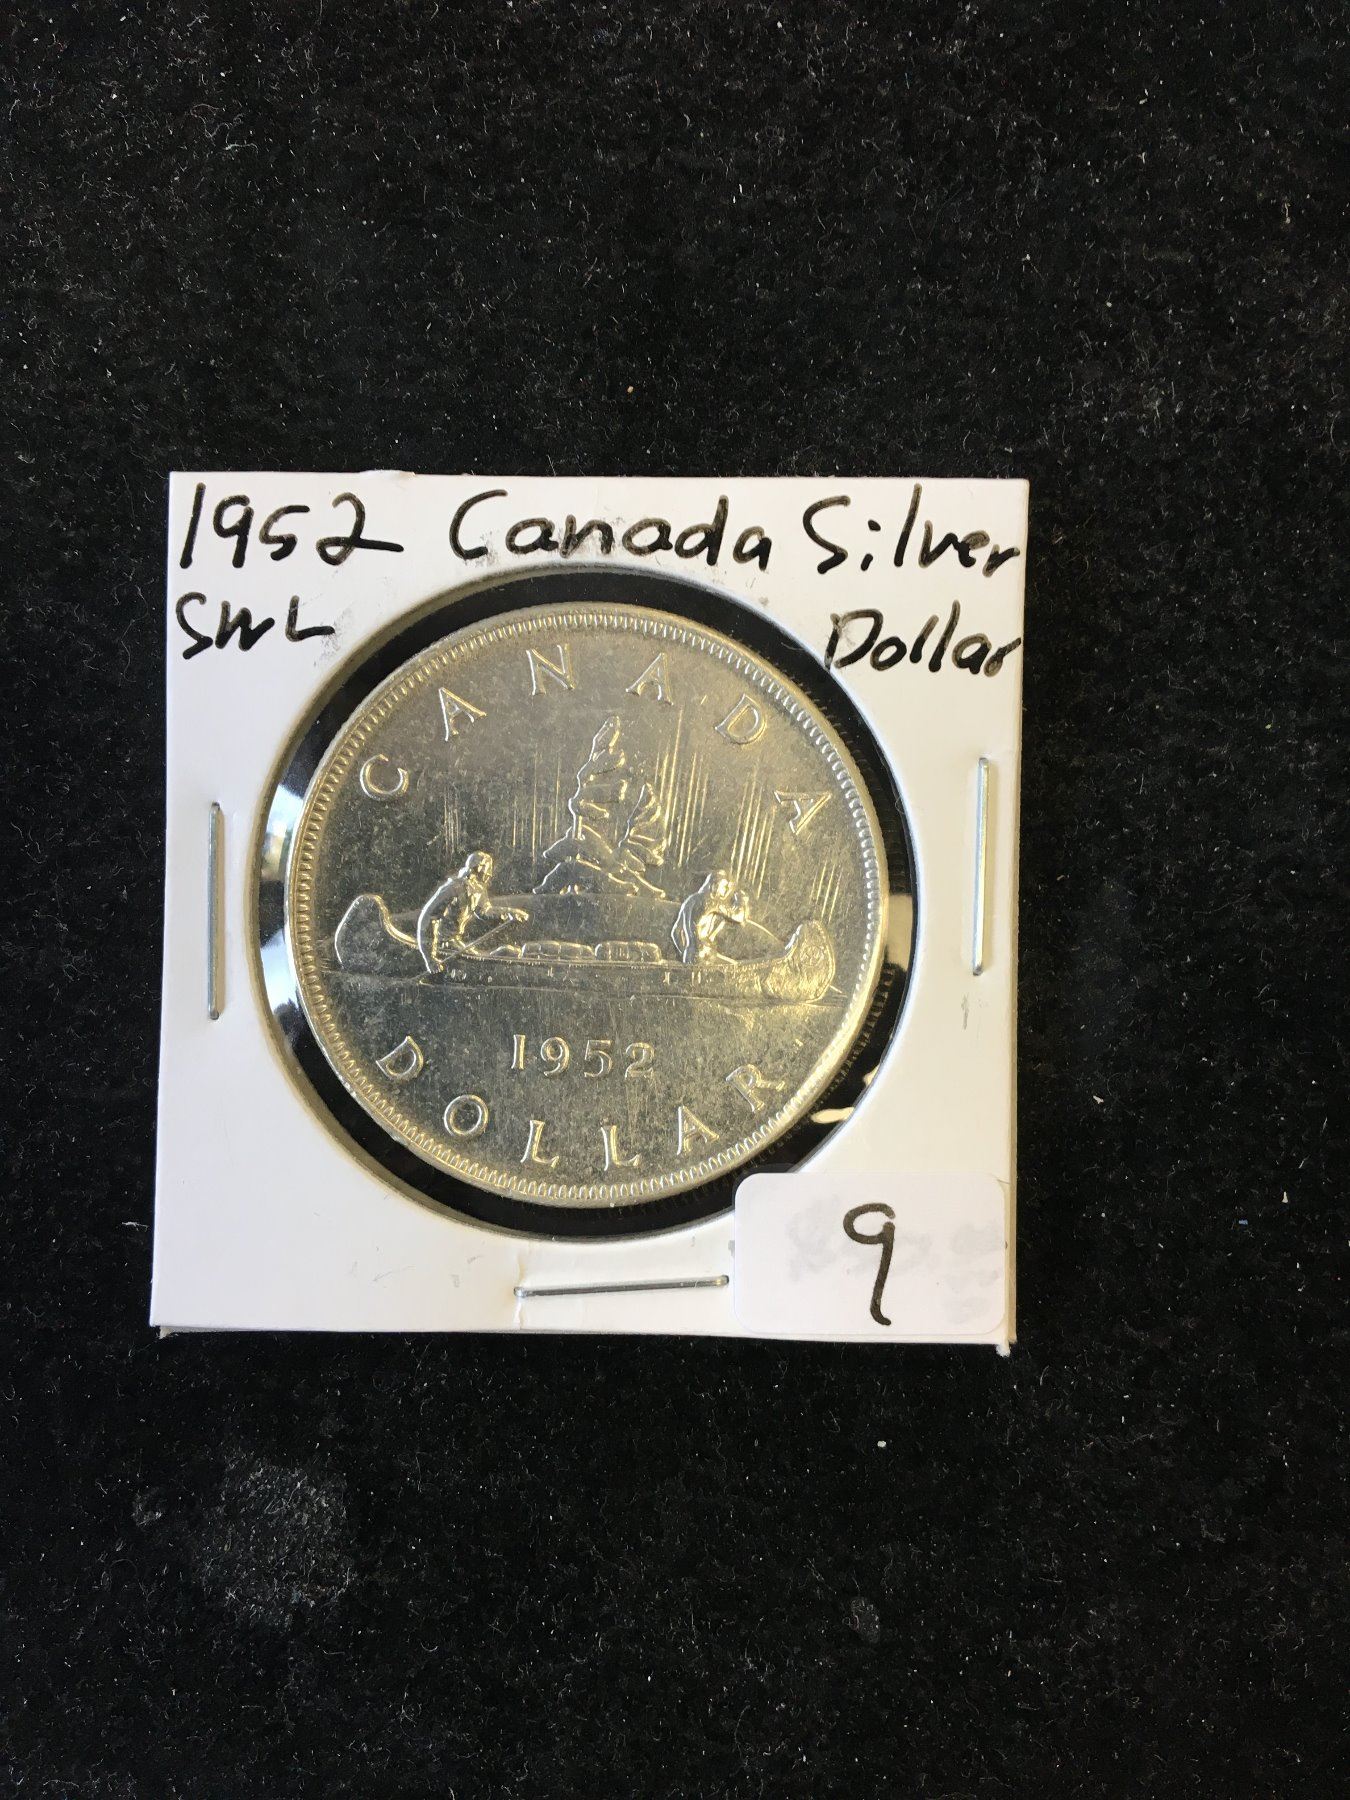 1952 Canada Silver
SWL Dollar
CANADA
1952
DOLLAR
9